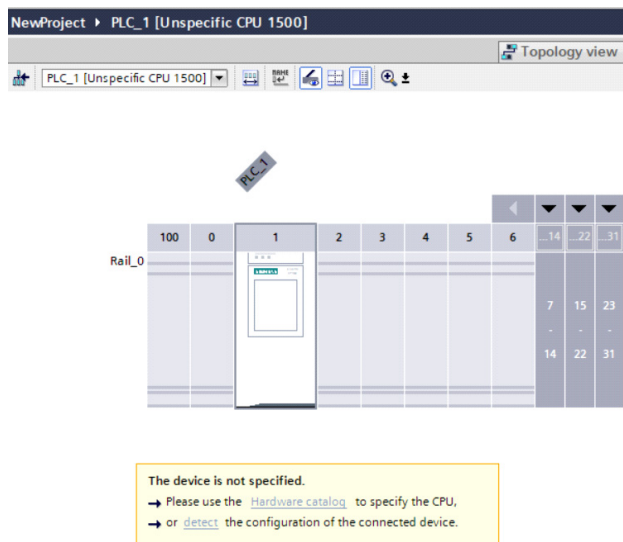 NewProject ▸ PLC_1 [Unspecific CPU 1500]
Topology view
PLC_1 [Unspecific CPU 1500]
PLC_1
100 0 1 2 3 4 5 6 ...14 ...22 ...31
Rail_0
SIEMENS
7 15 23
- - -
14 22 31
The device is not specified.
→ Please use the Hardware catalog to specify the CPU,
→ or detect the configuration of the connected device.